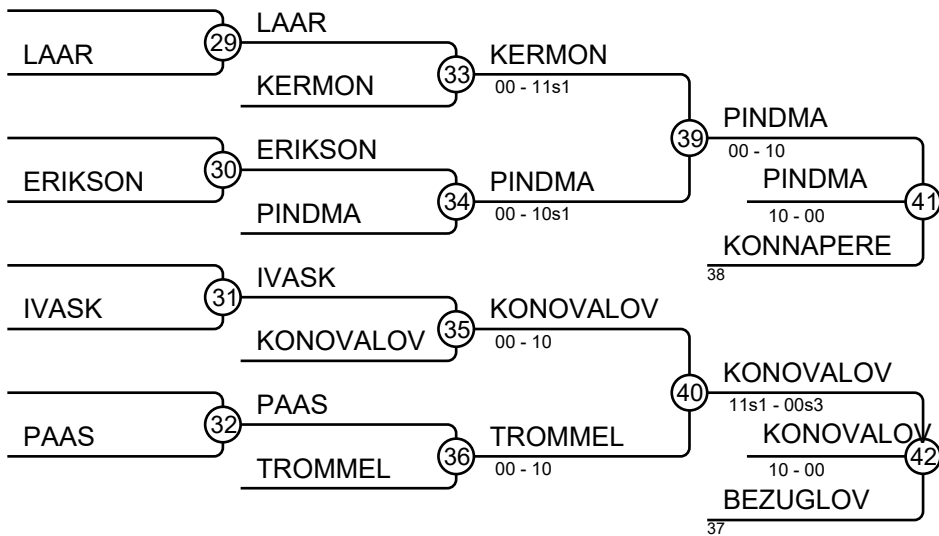 LAAR
29
LAAR
KERMON
33
KERMON
00 - 11s1
39
PINDMA
00 - 10
ERIKSON
30
ERIKSON
PINDMA
34
PINDMA
00 - 10s1
PINDMA
10 - 00
41
KONNAPERE
38
IVASK
31
IVASK
KONOVALOV
35
KONOVALOV
00 - 10
40
KONOVALOV
11s1 - 00s3
PAAS
32
PAAS
TROMMEL
36
TROMMEL
00 - 10
KONOVALOV
10 - 00
42
BEZUGLOV
37